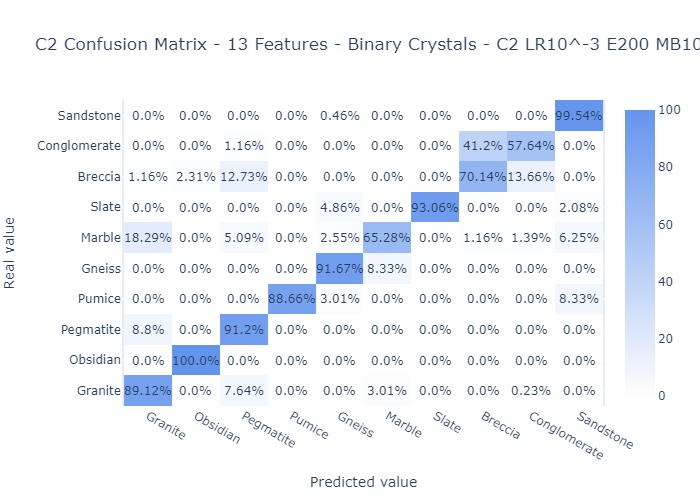 C2 Confusion Matrix - 13 Features - Binary Crystals - C2 LR10^-3 E200 MB10
Sandstone 0.0% 0.0% 0.0% 0.0% 0.46% 0.0% 0.0% 0.0% 0.0% 99.54%
Conglomerate 0.0% 0.0% 1.16% 0.0% 0.0% 0.0% 0.0% 41.2% 57.64% 0.0%
Breccia 1.16% 2.31% 12.73% 0.0% 0.0% 0.0% 0.0% 70.14% 13.66% 0.0%
Slate 0.0% 0.0% 0.0% 0.0% 4.86% 0.0% 93.06% 0.0% 0.0% 2.08%
Marble 18.29% 0.0% 5.09% 0.0% 2.55% 65.28% 0.0% 1.16% 1.39% 6.25%
Gneiss 0.0% 0.0% 0.0% 0.0% 91.67% 8.33% 0.0% 0.0% 0.0% 0.0%
Pumice 0.0% 0.0% 0.0% 88.66% 3.01% 0.0% 0.0% 0.0% 0.0% 8.33%
Pegmatite 8.8% 0.0% 91.2% 0.0% 0.0% 0.0% 0.0% 0.0% 0.0% 0.0%
Obsidian 0.0% 100.0% 0.0% 0.0% 0.0% 0.0% 0.0% 0.0% 0.0% 0.0%
Granite 89.12% 0.0% 7.64% 0.0% 0.0% 3.01% 0.0% 0.0% 0.23% 0.0%
Granite Obsidian Pegmatite Pumice Gneiss Marble Slate Breccia Conglomerate Sandstone
Predicted value
Real value
100
80
60
40
20
0